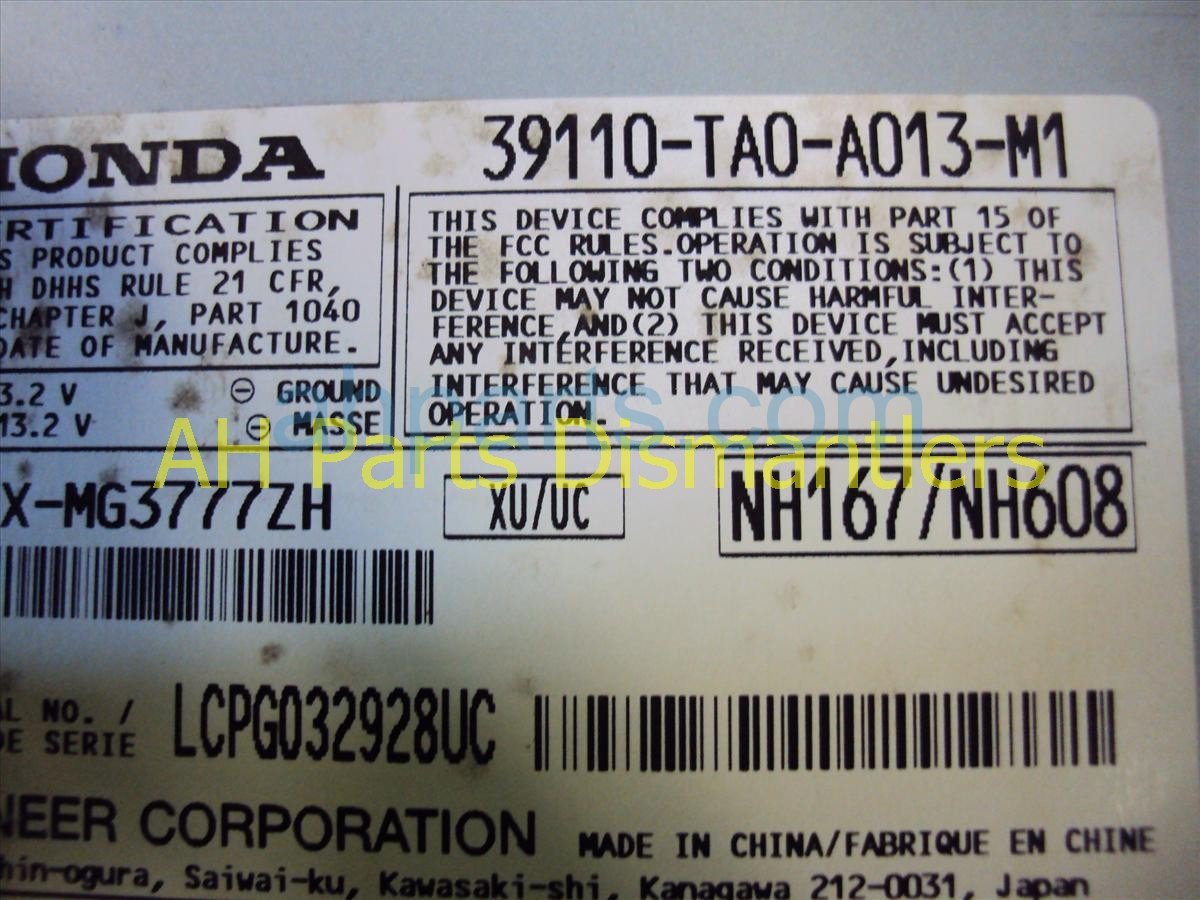 HONDA 39110-TA0-A013-M1
RTIFICATION
S PRODUCT COMPLIES
H DHHS RULE 21 CFR,
CHAPTER J, PART 1040
DATE OF MANUFACTURE.
THIS DEVICE COMPLIES WITH PART 15 OF
THE FCC RULES.OPERATION IS SUBJECT TO
THE FOLLOWING TWO CONDITIONS:(1) THIS
DEVICE MAY NOT CAUSE HARMFUL INTER-
FERENCE,AND(2) THIS DEVICE MUST ACCEPT
ANY INTERFERENCE RECEIVED,INCLUDING
INTERFERENCE THAT MAY CAUSE UNDESIRED
OPERATION.
3.2 V ⊖ GROUND
13.2 V ⊖ MASSE
ahparts.com
AH Parts Dismantlers
X-MG3777ZH XU/UC NH167/NH608
AL NO. /
DE SERIE
LCPG032928UC
NEER CORPORATION MADE IN CHINA/FABRIQUE EN CHINE
hin-ogura, Saiwai-ku, Kawasaki-shi, Kanagawa 212-0031, Japan